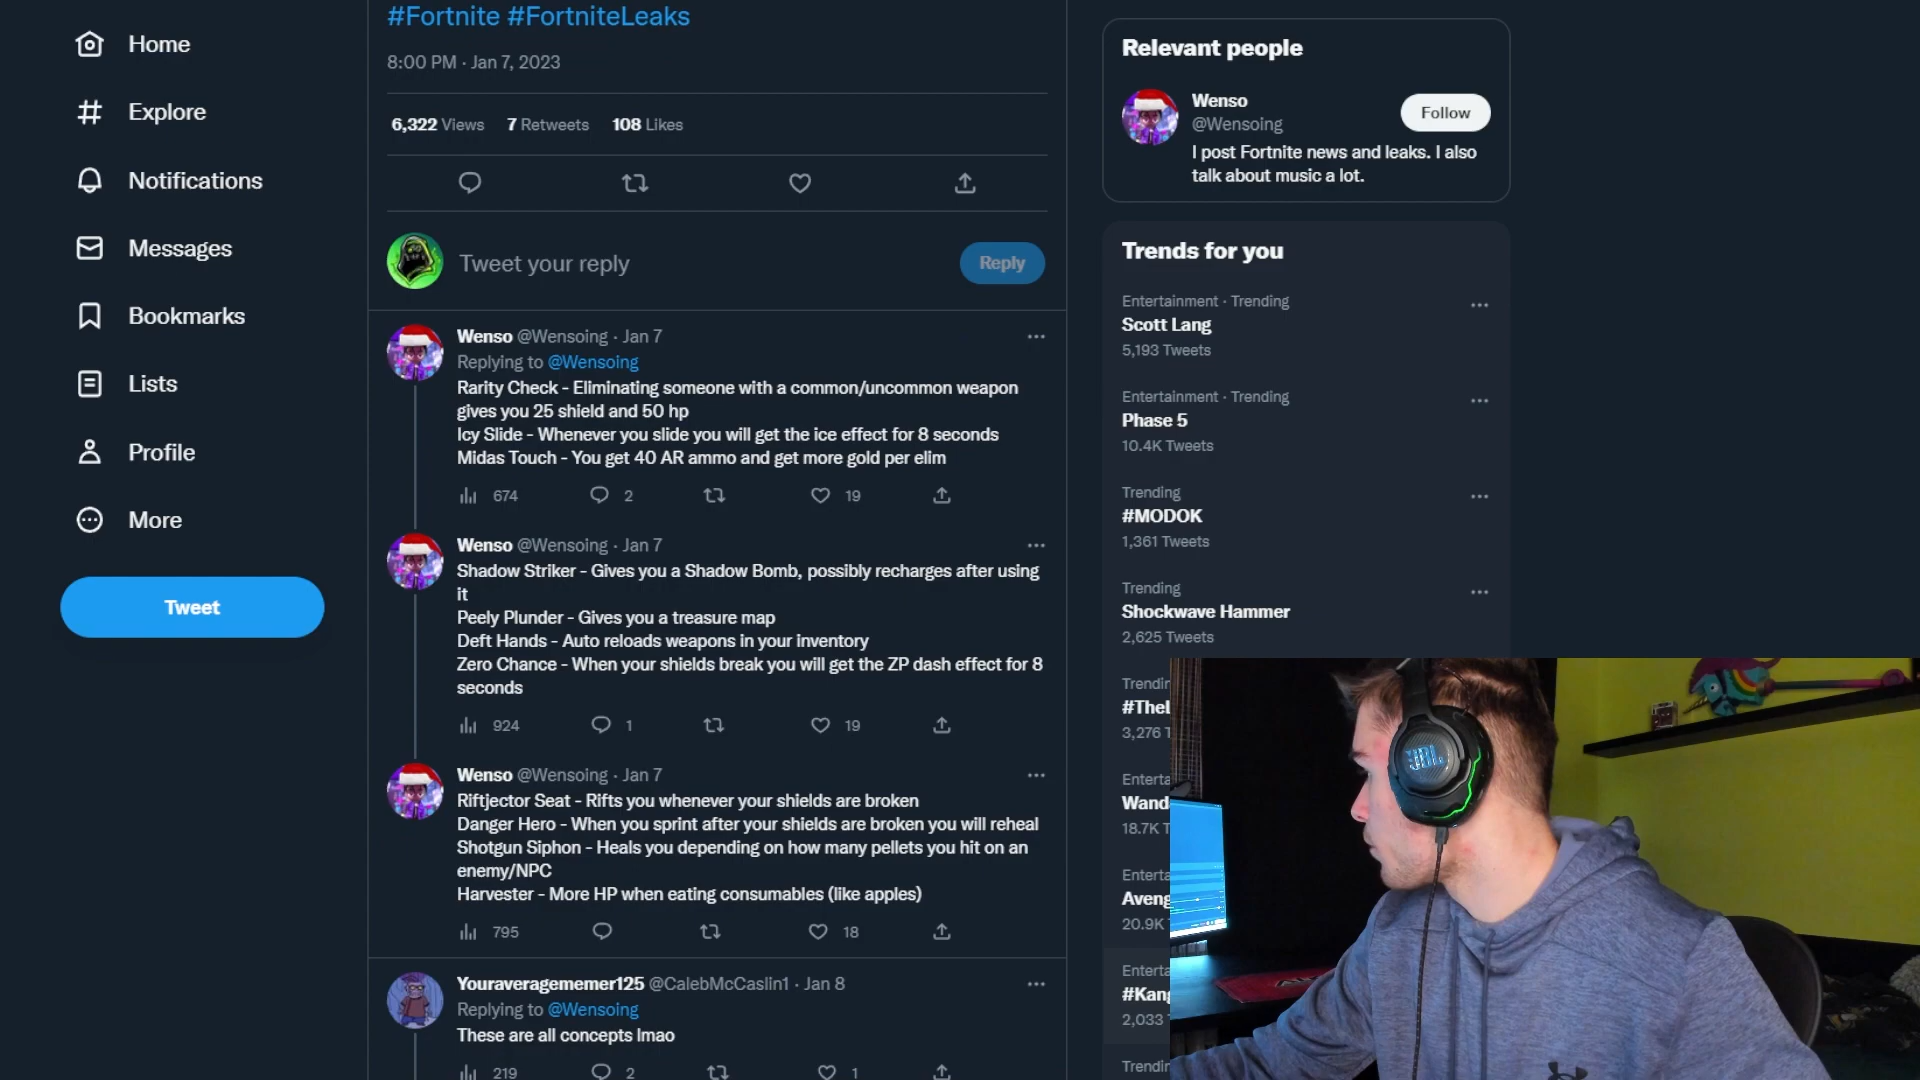 Home
Explore
Notifications
Messages
Bookmarks
Lists
Profile
More
Tweet
#Fortnite #FortniteLeaks
8:00 PM · Jan 7, 2023
6,322 Views 7 Retweets 108 Likes
Tweet your reply
Reply
Wenso @Wensoing · Jan 7
Replying to @Wensoing
Rarity Check - Eliminating someone with a common/uncommon weapon
gives you 25 shield and 50 hp
Icy Slide - Whenever you slide you will get the ice effect for 8 seconds
Midas Touch - You get 40 AR ammo and get more gold per elim
674 2 19
Wenso @Wensoing · Jan 7
Shadow Striker - Gives you a Shadow Bomb, possibly recharges after using
it
Peely Plunder - Gives you a treasure map
Deft Hands - Auto reloads weapons in your inventory
Zero Chance - When your shields break you will get the ZP dash effect for 8
seconds
924 1 19
Wenso @Wensoing · Jan 7
Riftjector Seat - Rifts you whenever your shields are broken
Danger Hero - When you sprint after your shields are broken you will reheal
Shotgun Siphon - Heals you depending on how many pellets you hit on an
enemy/NPC
Harvester - More HP when eating consumables (like apples)
795 18
Youraveragememer125 @CalebMcCaslin1 · Jan 8
Replying to @Wensoing
These are all concepts lmao
219 2 1
Relevant people
Wenso
@Wensoing
Follow
I post Fortnite news and leaks. I also
talk about music a lot.
Trends for you
Entertainment · Trending
Scott Lang
5,193 Tweets
Entertainment · Trending
Phase 5
10.4K Tweets
Trending
#MODOK
1,361 Tweets
Trending
Shockwave Hammer
2,625 Tweets
Trendin
#Thel
3,276 T
Enterta
Wand
18.7K T
Enterta
Aveng
20.9K
Enterta
#Kang
2,033
Trending
JBL